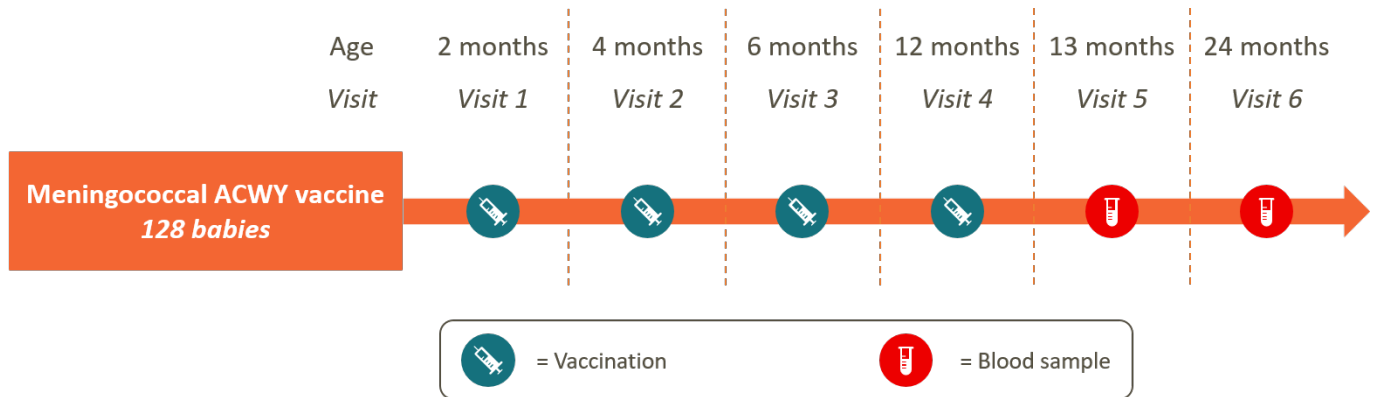 Age 2 months 4 months 6 months 12 months 13 months 24 months
Visit Visit 1 Visit 2 Visit 3 Visit 4 Visit 5 Visit 6
Meningococcal ACWY vaccine
128 babies
= Vaccination = Blood sample